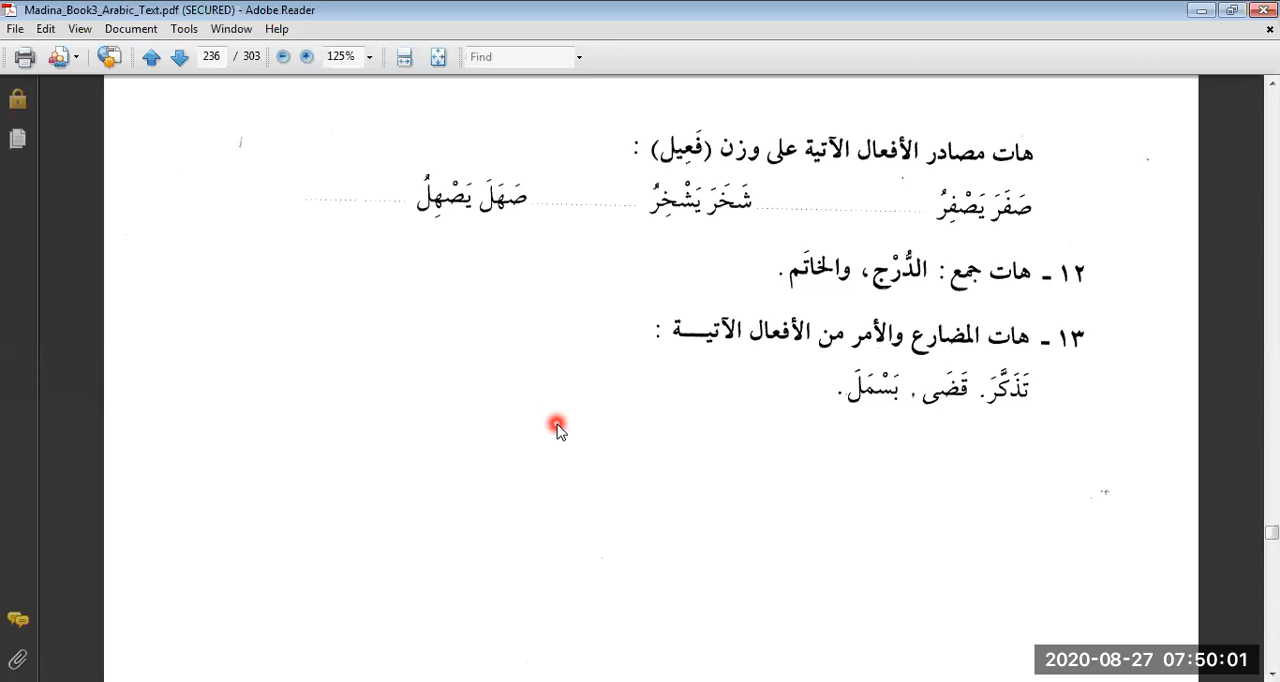 Madina_Book3_Arabic_Text.pdf (SECURED) - Adobe Reader
File Edit View Document Tools Window Help
236 / 303 125% Find
هات مصادر الأفعال الآتية على وزن (فَعِيل) :
صَفَرَ يَصْفِرُ .................... شَخَرَ يَشْخِرُ .................... صَهَلَ يَصْهِلُ ....................
١٢ ـ هات جمع : الدُّرْج ، والخاتَم .
١٣ ـ هات المضارع والأمر من الأفعال الآتيــــة :
تَذَكَّرَ . قَضَى , بَسْمَلَ .
2020-08-27 07:50:01